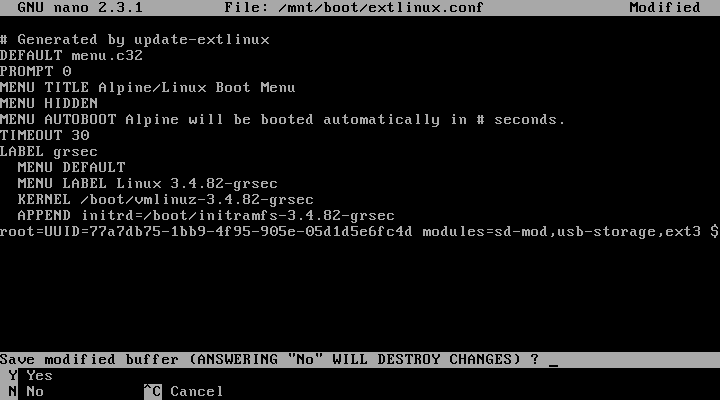 GNU nano 2.3.1 File: /mnt/boot/extlinux.conf Modified
# Generated by update-extlinux
DEFAULT menu.c32
PROMPT 0
MENU TITLE Alpine/Linux Boot Menu
MENU HIDDEN
MENU AUTOBOOT Alpine will be booted automatically in # seconds.
TIMEOUT 30
LABEL grsec
  MENU DEFAULT
  MENU LABEL Linux 3.4.82-grsec
  KERNEL /boot/vmlinuz-3.4.82-grsec
  APPEND initrd=/boot/initramfs-3.4.82-grsec
root=UUID=77a7db75-1bb9-4f95-905e-05d1d5e6fc4d modules=sd-mod,usb-storage,ext3 $
Save modified buffer (ANSWERING "No" WILL DESTROY CHANGES) ? _
Y Yes
N No ^C Cancel